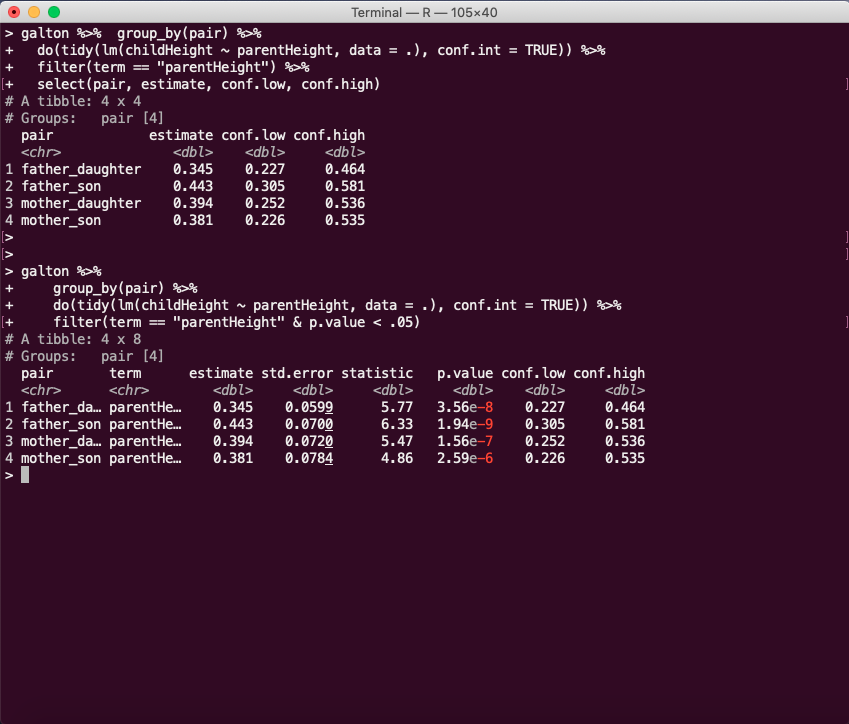 Terminal — R — 105×40
> galton %>%  group_by(pair) %>%
+   do(tidy(lm(childHeight ~ parentHeight, data = .), conf.int = TRUE)) %>%
+   filter(term == "parentHeight") %>%
[+   select(pair, estimate, conf.low, conf.high) ]
# A tibble: 4 x 4
# Groups:   pair [4]
  pair            estimate conf.low conf.high
  <chr>              <dbl>    <dbl>     <dbl>
1 father_daughter    0.345    0.227     0.464
2 father_son         0.443    0.305     0.581
3 mother_daughter    0.394    0.252     0.536
4 mother_son         0.381    0.226     0.535
[> ]
[> ]
> galton %>%
+     group_by(pair) %>%
+     do(tidy(lm(childHeight ~ parentHeight, data = .), conf.int = TRUE)) %>%
[+     filter(term == "parentHeight" & p.value < .05) ]
# A tibble: 4 x 8
# Groups:   pair [4]
  pair       term      estimate std.error statistic   p.value conf.low conf.high
  <chr>      <chr>        <dbl>     <dbl>     <dbl>     <dbl>    <dbl>     <dbl>
1 father_da… parentHe…    0.345    0.0599      5.77   3.56e-8    0.227     0.464
2 father_son parentHe…    0.443    0.0700      6.33   1.94e-9    0.305     0.581
3 mother_da… parentHe…    0.394    0.0720      5.47   1.56e-7    0.252     0.536
4 mother_son parentHe…    0.381    0.0784      4.86   2.59e-6    0.226     0.535
>